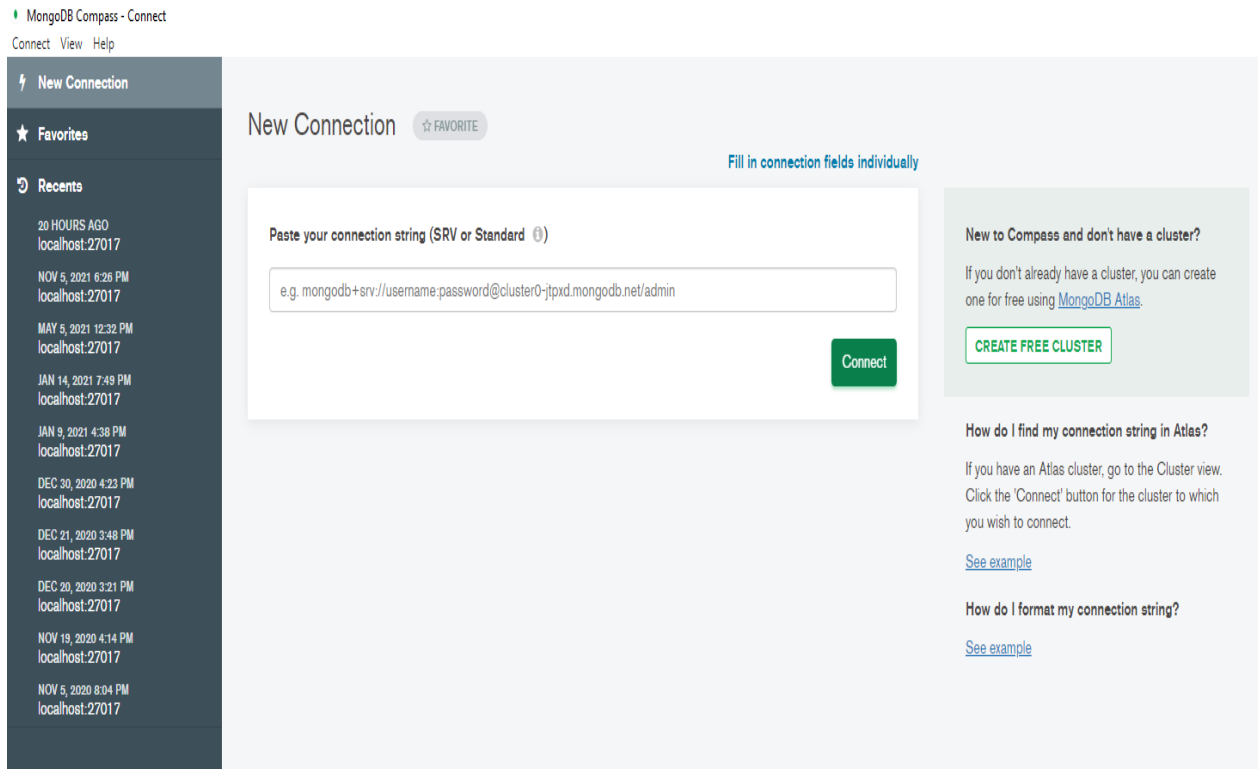 MongoDB Compass - Connect
Connect View Help
New Connection
Favorites
Recents
20 HOURS AGO
localhost:27017
NOV 5, 2021 6:26 PM
localhost:27017
MAY 5, 2021 12:32 PM
localhost:27017
JAN 14, 2021 7:49 PM
localhost:27017
JAN 9, 2021 4:38 PM
localhost:27017
DEC 30, 2020 4:23 PM
localhost:27017
DEC 21, 2020 3:48 PM
localhost:27017
DEC 20, 2020 3:21 PM
localhost:27017
NOV 19, 2020 4:14 PM
localhost:27017
NOV 5, 2020 8:04 PM
localhost:27017
New Connection FAVORITE
Fill in connection fields individually
Paste your connection string (SRV or Standard )
e.g. mongodb+srv://username:password@cluster0-jtpxd.mongodb.net/admin
Connect
New to Compass and don't have a cluster?
If you don't already have a cluster, you can create
one for free using MongoDB Atlas.
CREATE FREE CLUSTER
How do I find my connection string in Atlas?
If you have an Atlas cluster, go to the Cluster view.
Click the 'Connect' button for the cluster to which
you wish to connect.
See example
How do I format my connection string?
See example